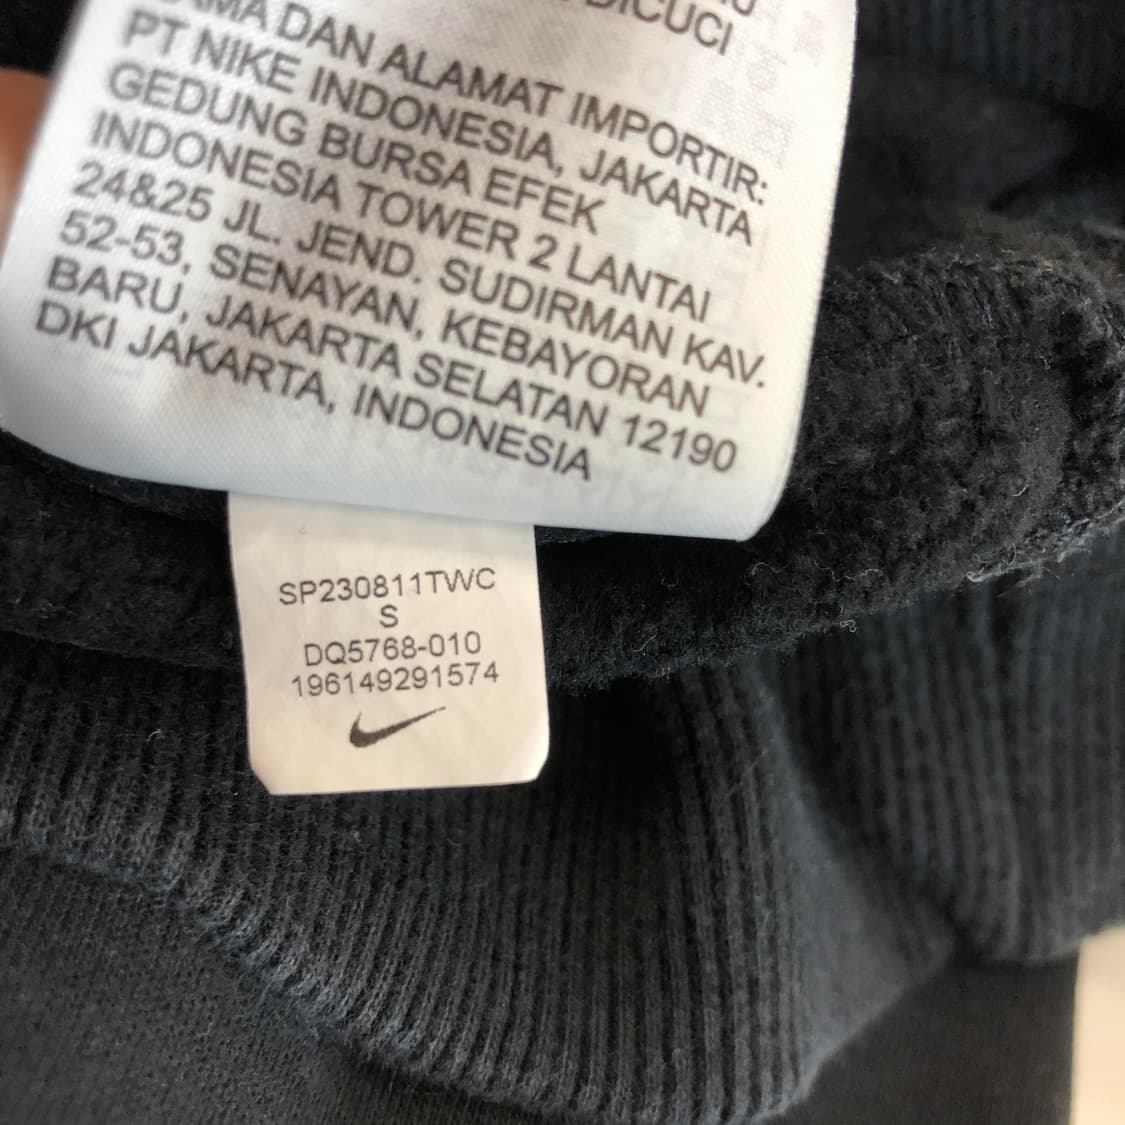 DICUCI
NAMA DAN ALAMAT IMPORTIR:
PT NIKE INDONESIA, JAKARTA
GEDUNG BURSA EFEK
INDONESIA TOWER 2 LANTAI
24&25 JL. JEND. SUDIRMAN KAV.
52-53, SENAYAN, KEBAYORAN
BARU, JAKARTA SELATAN 12190
DKI JAKARTA, INDONESIA
SP230811TWC
S
DQ5768-010
196149291574